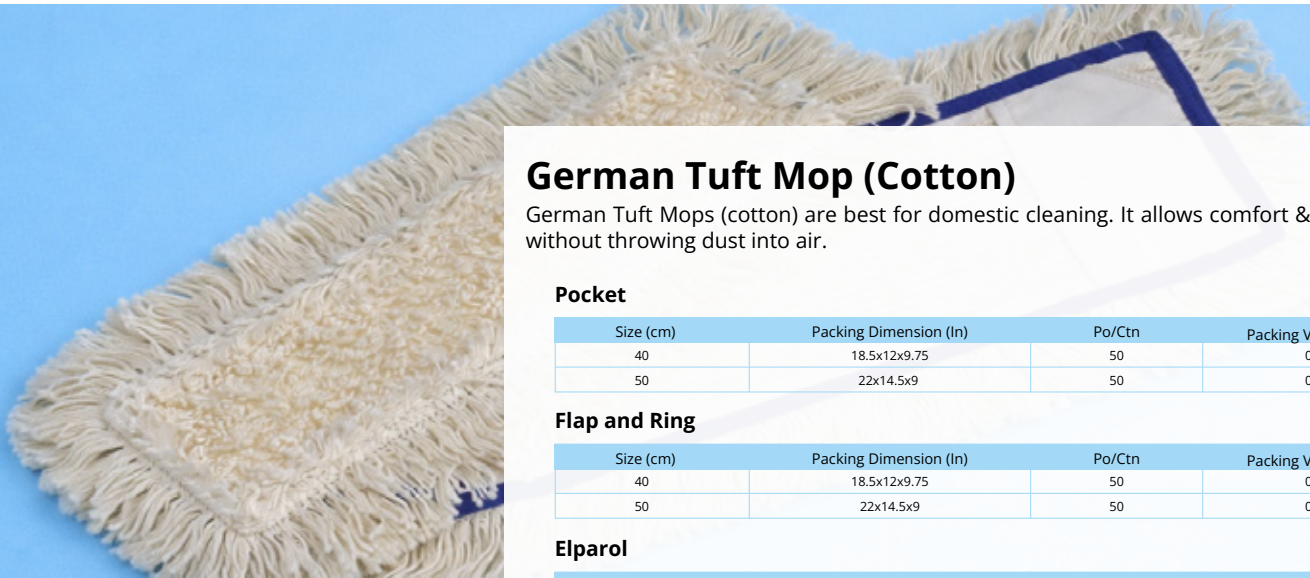 German Tuft Mop (Cotton)
German Tuft Mops (cotton) are best for domestic cleaning. It allows comfort &
without throwing dust into air.
Pocket
Size (cm) Packing Dimension (In) Po/Ctn Packing
40 18.5x12x9.75 50
50 22x14.5x9 50
Flap and Ring
Size (cm) Packing Dimension (In) Po/Ctn Packing
40 18.5x12x9.75 50
50 22x14.5x9 50
Elparol